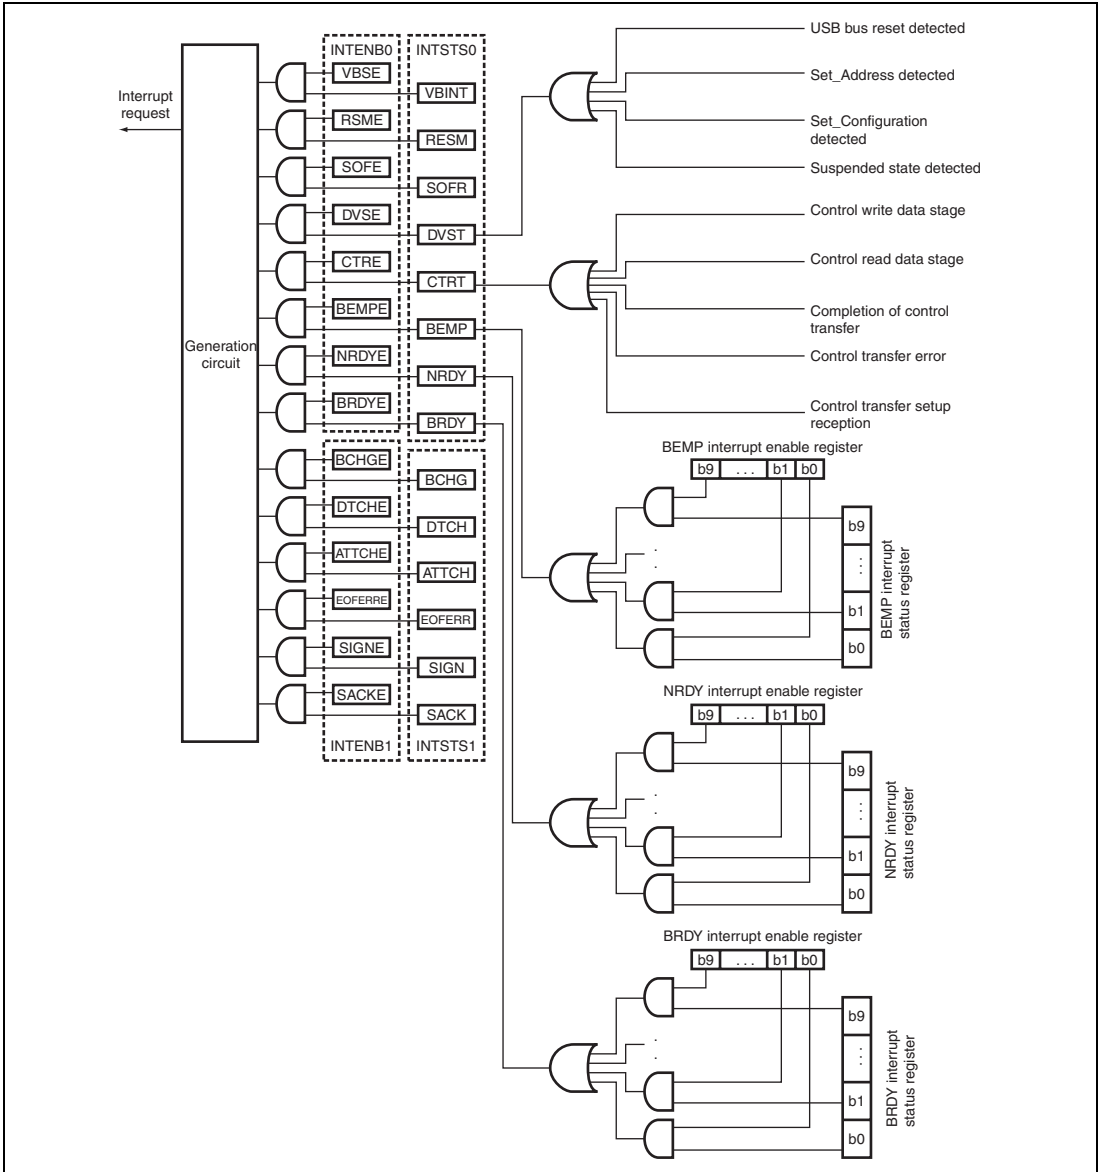 INTENB0
INTSTS0
VBSE
VBINT
RSME
RESM
SOFE
SOFR
DVSE
DVST
CTRE
CTRT
BEMPE
BEMP
NRDYE
NRDY
BRDYE
BRDY
BCHGE
BCHG
DTCHE
DTCH
ATTCHE
ATTCH
EOFERRE
EOFERR
SIGNE
SIGN
SACKE
SACK
INTENB1
INTSTS1
Interrupt
request
Generation
circuit
USB bus reset detected
Set_Address detected
Set_Configuration
detected
Suspended state detected
Control write data stage
Control read data stage
Completion of control
transfer
Control transfer error
Control transfer setup
reception
BEMP interrupt enable register
b9 . . . b1 b0
b9
. . .
b1
b0
BEMP interrupt
status register
NRDY interrupt enable register
b9 . . . b1 b0
b9
. . .
b1
b0
NRDY interrupt
status register
BRDY interrupt enable register
b9 . . . b1 b0
b9
. . .
b1
b0
BRDY interrupt
status register